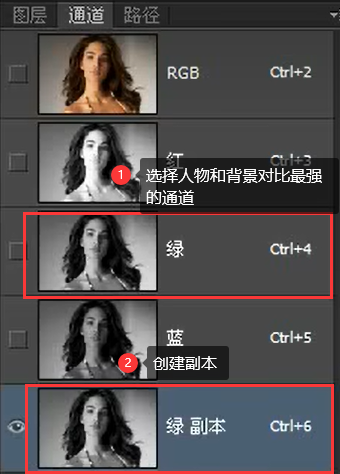 图层 通道 路径
RGB Ctrl+2
红 Ctrl+3
1 选择人物和背景对比最强
的通道
绿 Ctrl+4
蓝 Ctrl+5
2 创建副本
绿 副本 Ctrl+6